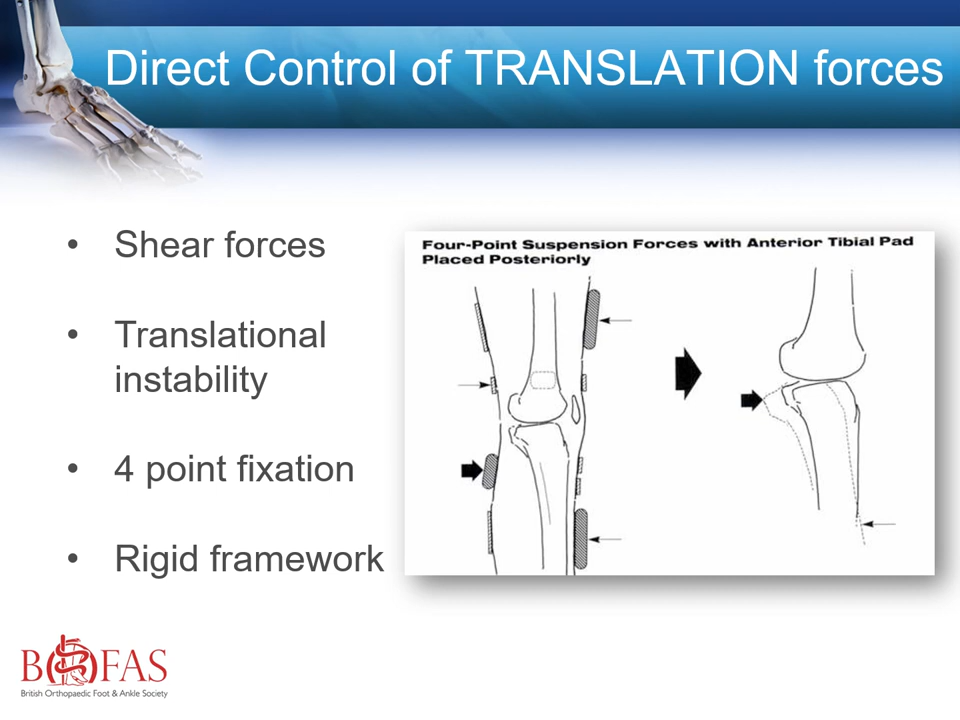 Direct Control of TRANSLATION forces
• Shear forces
• Translational
instability
• 4 point fixation
• Rigid framework
Four-Point Suspension Forces with Anterior Tibial Pad
Placed Posteriorly
BOFAS
British Orthopaedic Foot & Ankle Society